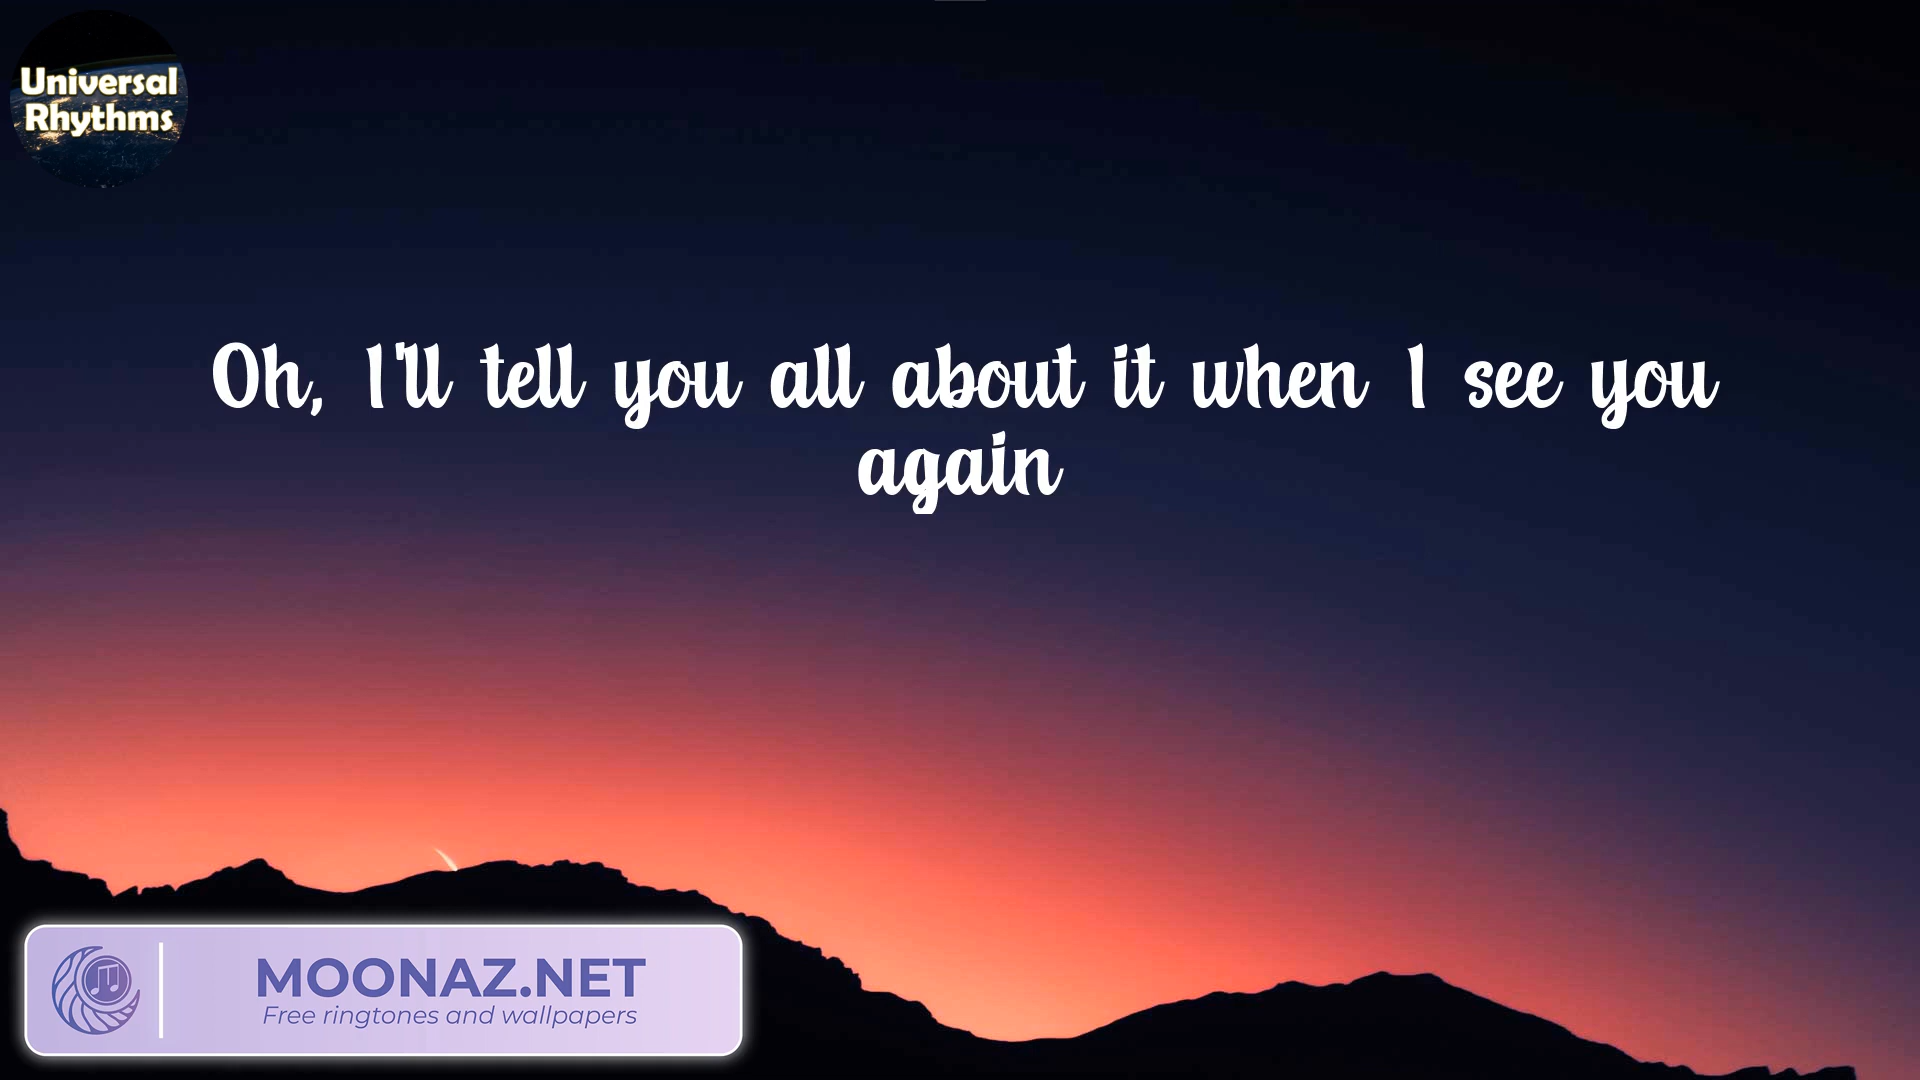 Universal
Rhythms
Oh, I'll tell you all about it when I see you
again
MOONAZ.NET
Free ringtones and wallpapers